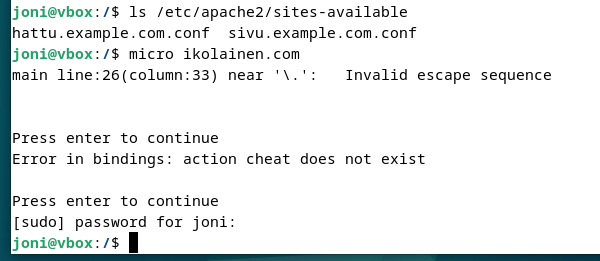 joni@vbox:/$ ls /etc/apache2/sites-available
hattu.example.com.conf  sivu.example.com.conf
joni@vbox:/$ micro ikolainen.com
main line:26(column:33) near '\.':   Invalid escape sequence
Press enter to continue
Error in bindings: action cheat does not exist
Press enter to continue
[sudo] password for joni:
joni@vbox:/$